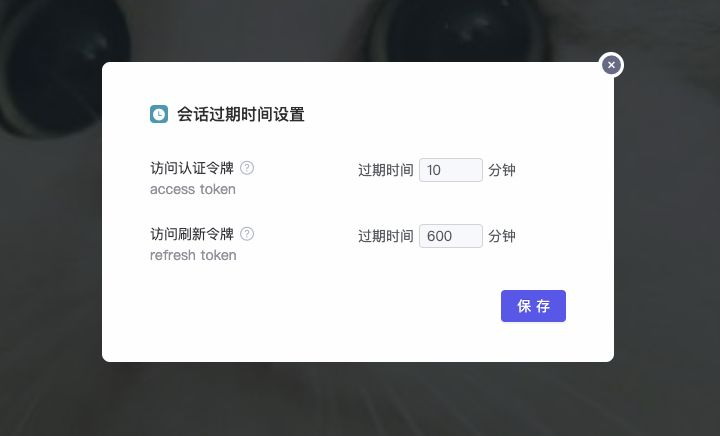 会话过期时间设置
访问认证令牌 ?
过期时间 10 分钟
access token
访问刷新令牌 ?
过期时间 600 分钟
refresh token
保存